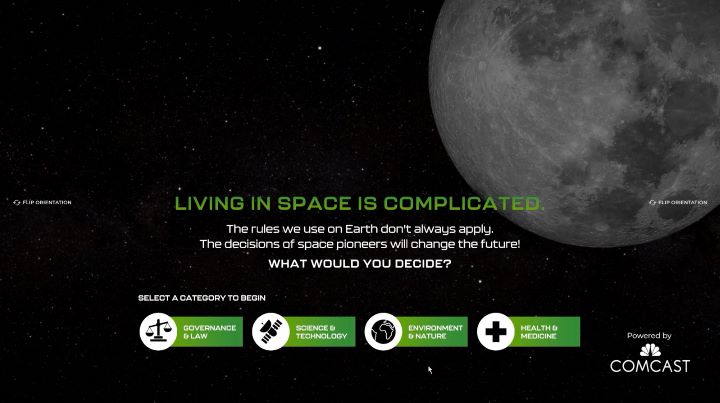 LIVING IN SPACE IS COMPLICATED.
FLIP ORIENTATION
FLIP ORIENTATION
The rules we use on Earth don't always apply.
The decisions of space pioneers will change the future!
WHAT WOULD YOU DECIDE?
SELECT A CATEGORY TO BEGIN
GOVERNANCE
& LAW
SCIENCE &
TECHNOLOGY
ENVIRONMENT
& NATURE
HEALTH &
MEDICINE
Powered by
COMCAST